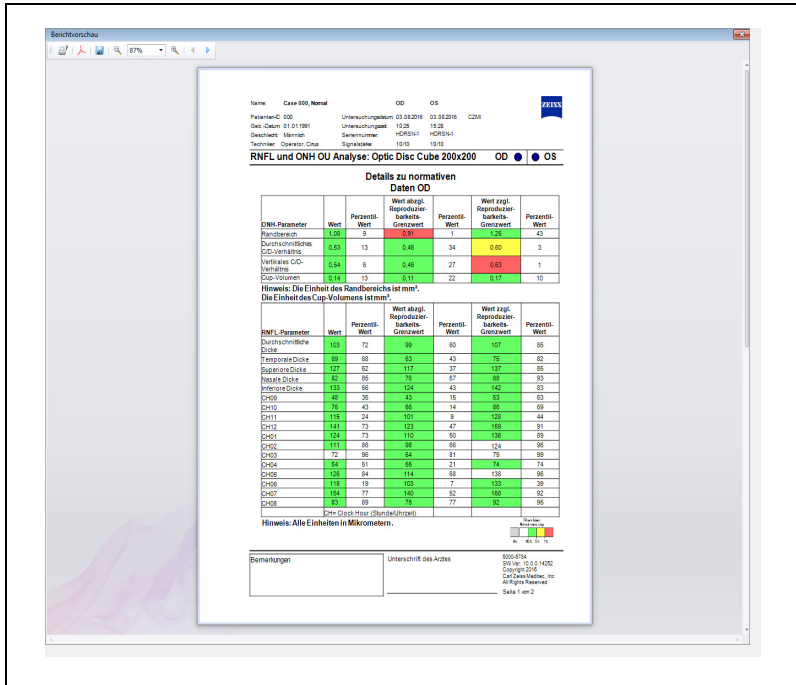 Berichtvorschau
87%
Name: Case 000, Normal OD OS
ZEISS
Patienten-ID: 000 Untersuchungsdatum 03.08.2016 03.08.2016 CZMI
Geb.-Datum: 01.01.1991 Untersuchungszeit 10:25 15:28
Geschlecht: Männlich Seriennummer: HDRSN-1 HDRSN-1
Techniker: Operator, Cirrus Signalstärke: 10/10 10/10
RNFL und ONH OU Analyse: Optic Disc Cube 200x200 OD OS
Details zu normativen
Daten OD
ONH-Parameter Wert Perzentil-Wert Wert abzgl. Reproduzier-barkeits-Grenzwert Perzentil-Wert Wert zzgl. Reproduzier-barkeits-Grenzwert Perzentil-Wert
Randbereich 1,08 9 0,91 1 1,26 43
Durchschnittliches C/D-Verhältnis 0,53 13 0,46 34 0,60 3
Vertikales C/D-Verhältnis 0,54 6 0,46 27 0,63 1
Cup-Volumen 0,14 13 0,11 22 0,17 10
Hinweis: Die Einheit des Randbereichs ist mm².
Die Einheit des Cup-Volumens ist mm³.
RNFL-Parameter Wert Perzentil-Wert Wert abzgl. Reproduzier-barkeits-Grenzwert Perzentil-Wert Wert zzgl. Reproduzier-barkeits-Grenzwert Perzentil-Wert
Durchschnittliche Dicke 103 72 99 60 107 85
Temporale Dicke 69 68 63 43 75 82
Superiore Dicke 127 62 117 37 137 85
Nasale Dicke 82 85 76 67 88 93
Inferiore Dicke 133 66 124 43 142 83
CH09 48 35 43 15 53 63
CH10 76 43 66 14 86 69
CH11 115 24 101 9 128 44
CH12 141 73 123 47 159 91
CH01 124 73 110 50 138 89
CH02 111 86 98 66 124 96
CH03 72 96 64 81 79 99
CH04 64 51 55 21 74 74
CH05 126 84 114 68 138 96
CH06 118 19 103 7 133 39
CH07 154 77 140 52 168 92
CH08 83 89 75 77 92 95
CH= Clock Hour (Stunde/Uhrzeit)
Hinweis: Alle Einheiten in Mikrometern.
95% 5% 1%
Bemerkungen
Unterschrift des Arztes
5000-5784
SW Ver: 10.0.0.14252
Copyright 2016
Carl Zeiss Meditec, Inc
All Rights Reserved
Seite 1 von 2